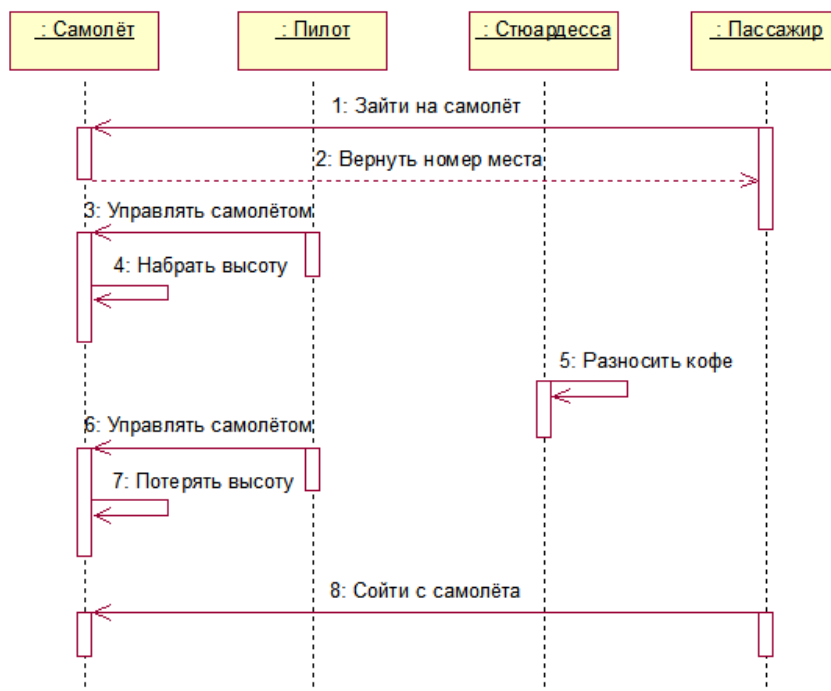 : Самолёт
: Пилот
: Стюардесса
: Пассажир
1: Зайти на самолёт
2: Вернуть номер места
3: Управлять самолётом
4: Набрать высоту
5: Разносить кофе
6: Управлять самолётом
7: Потерять высоту
8: Сойти с самолёта